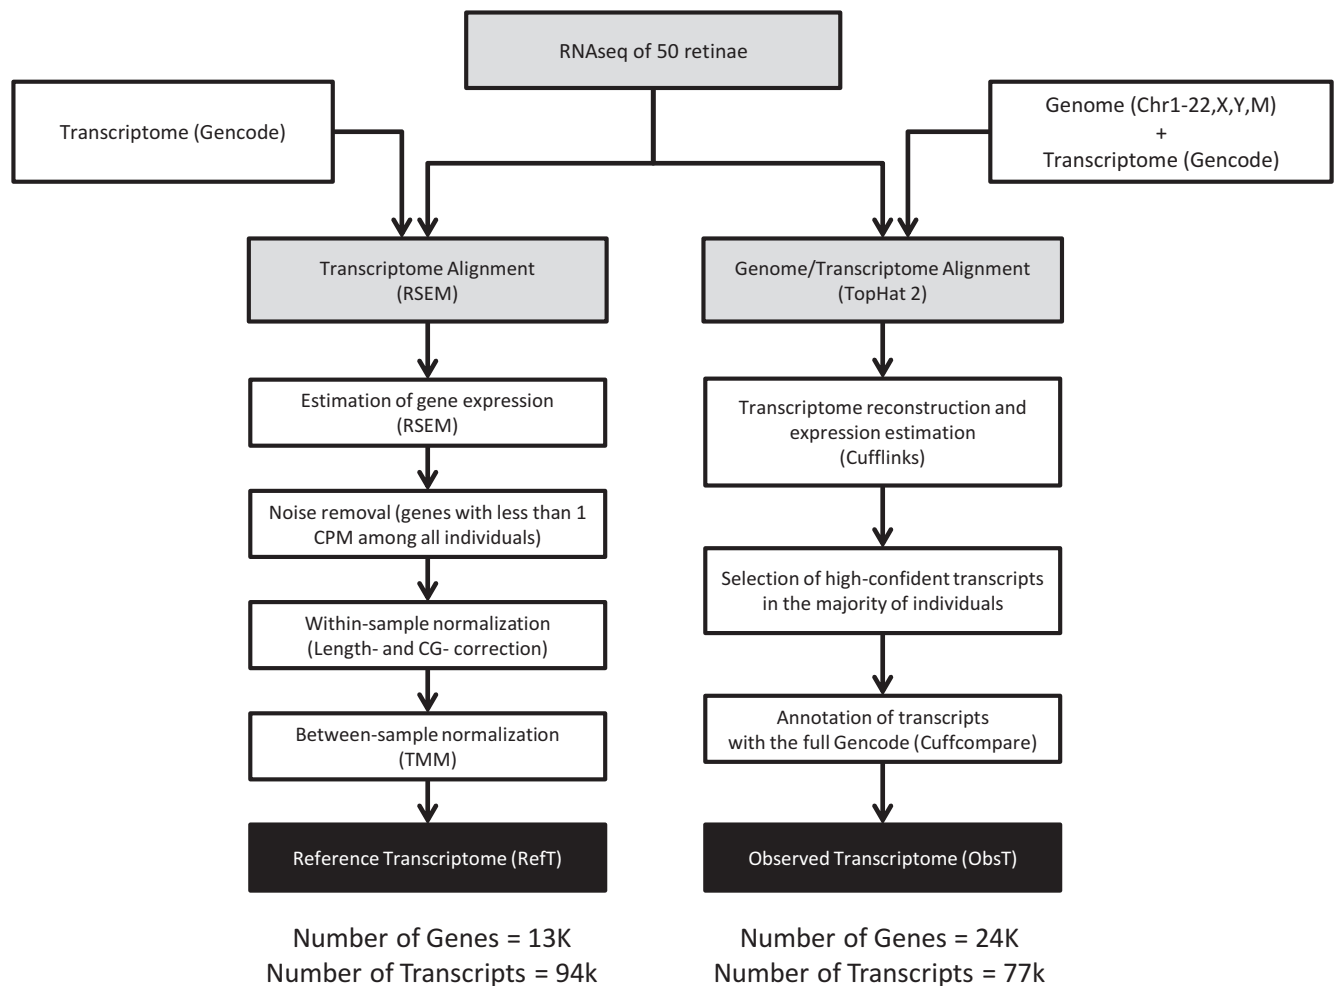 RNAseq of 50 retinae
Transcriptome (Gencode)
Genome (Chr1-22,X,Y,M)
+
Transcriptome (Gencode)
Transcriptome Alignment
(RSEM)
Estimation of gene expression
(RSEM)
Noise removal (genes with less than 1
CPM among all individuals)
Within-sample normalization
(Length- and CG- correction)
Between-sample normalization
(TMM)
Reference Transcriptome (RefT)
Number of Genes = 13K
Number of Transcripts = 94k
Genome/Transcriptome Alignment
(TopHat 2)
Transcriptome reconstruction and
expression estimation
(Cufflinks)
Selection of high-confident transcripts
in the majority of individuals
Annotation of transcripts
with the full Gencode (Cuffcompare)
Observed Transcriptome (ObsT)
Number of Genes = 24K
Number of Transcripts = 77k